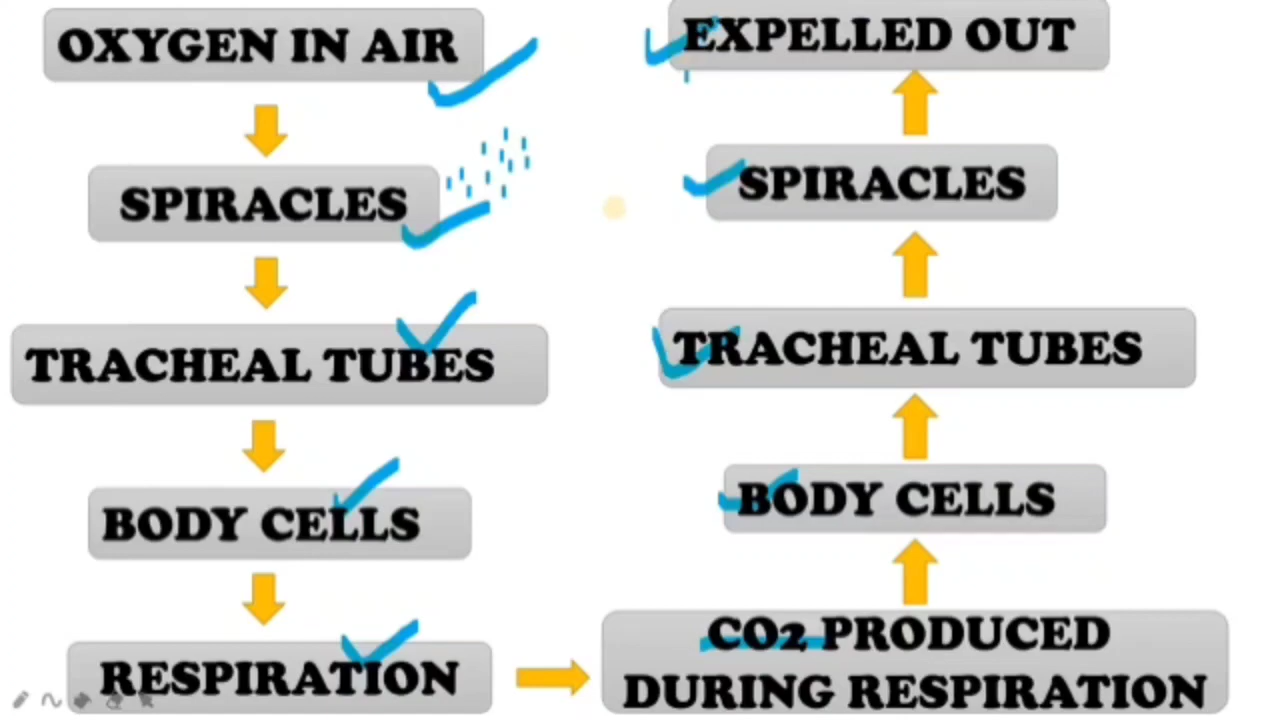 OXYGEN IN AIR
SPIRACLES
TRACHEAL TUBES
BODY CELLS
RESPIRATION
CO2 PRODUCED
DURING RESPIRATION
BODY CELLS
TRACHEAL TUBES
SPIRACLES
EXPELLED OUT